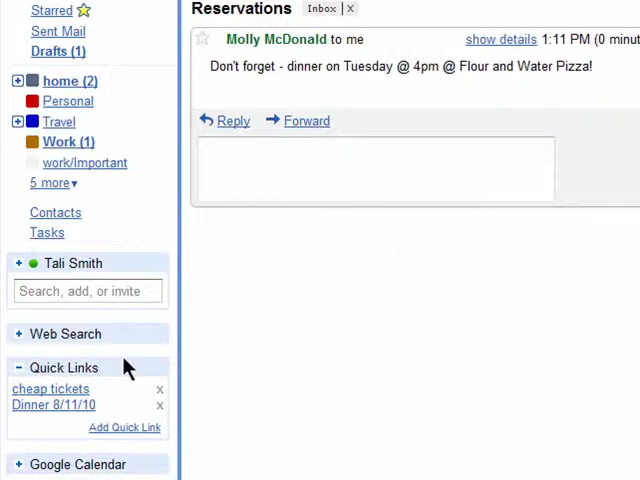 Starred
Sent Mail
Drafts (1)
home (2)
Personal
Travel
Work (1)
work/Important
5 more▾
Contacts
Tasks
Tali Smith
Search, add, or invite
Web Search
Quick Links
cheap tickets x
Dinner 8/11/10 x
Add Quick Link
Google Calendar
Reservations Inbox | X
Molly McDonald to me show details 1:11 PM (0 minut
Don't forget - dinner on Tuesday @ 4pm @ Flour and Water Pizza!
Reply Forward